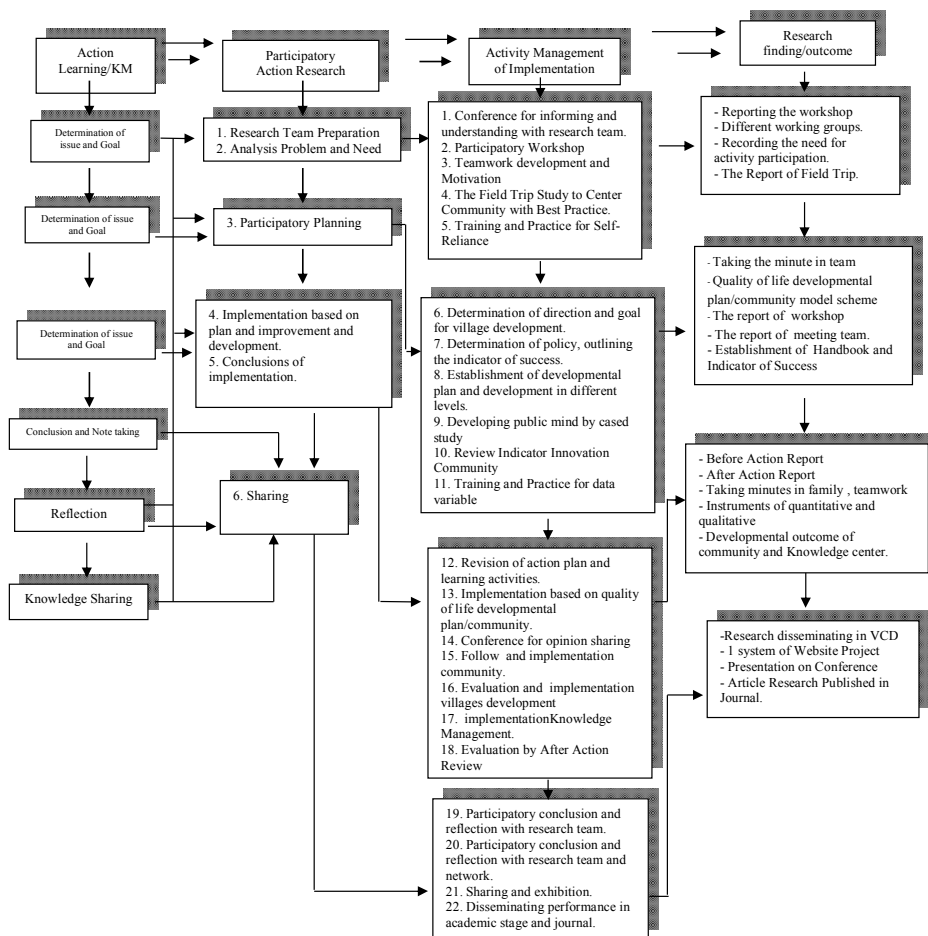 Action
Learning/KM
Participatory
Action Research
Activity Management
of Implementation
Research
finding/outcome
Determination of
issue and Goal
Determination of issue
and Goal
Determination of issue
and Goal
Conclusion and Note taking
Reflection
Knowledge Sharing
1. Research Team Preparation
2. Analysis Problem and Need
3. Participatory Planning
4. Implementation based on
plan and improvement and
development.
5. Conclusions of
implementation.
6. Sharing
1. Conference for informing and
understanding with research team.
2. Participatory Workshop
3. Teamwork development and
Motivation
4. The Field Trip Study to Center
Community with Best Practice.
5. Training and Practice for Self-
Reliance
6. Determination of direction and goal
for village development.
7. Determination of policy, outlining
the indicator of success.
8. Establishment of developmental
plan and development in different
levels.
9. Developing public mind by cased
study
10. Review Indicator Innovation
Community
11. Training and Practice for data
variable
12. Revision of action plan and
learning activities.
13. Implementation based on quality
of life developmental
plan/community.
14. Conference for opinion sharing
15. Follow and implementation
community.
16. Evaluation and implementation
villages development
17. implementationKnowledge
Management.
18. Evaluation by After Action
Review
19. Participatory conclusion and
reflection with research team.
20. Participatory conclusion and
reflection with research team and
network.
21. Sharing and exhibition.
22. Disseminating performance in
academic stage and journal.
- Reporting the workshop
- Different working groups.
- Recording the need for
activity participation.
- The Report of Field Trip.
- Taking the minute in team
- Quality of life developmental
plan/community model scheme
- The report of workshop
- The report of meeting team.
- Establishment of Handbook and
Indicator of Success
- Before Action Report
- After Action Report
- Taking minutes in family , teamwork
- Instruments of quantitative and
qualitative
- Developmental outcome of
community and Knowledge center.
-Research disseminating in VCD
- 1 system of Website Project
- Presentation on Conference
- Article Research Published in
Journal.